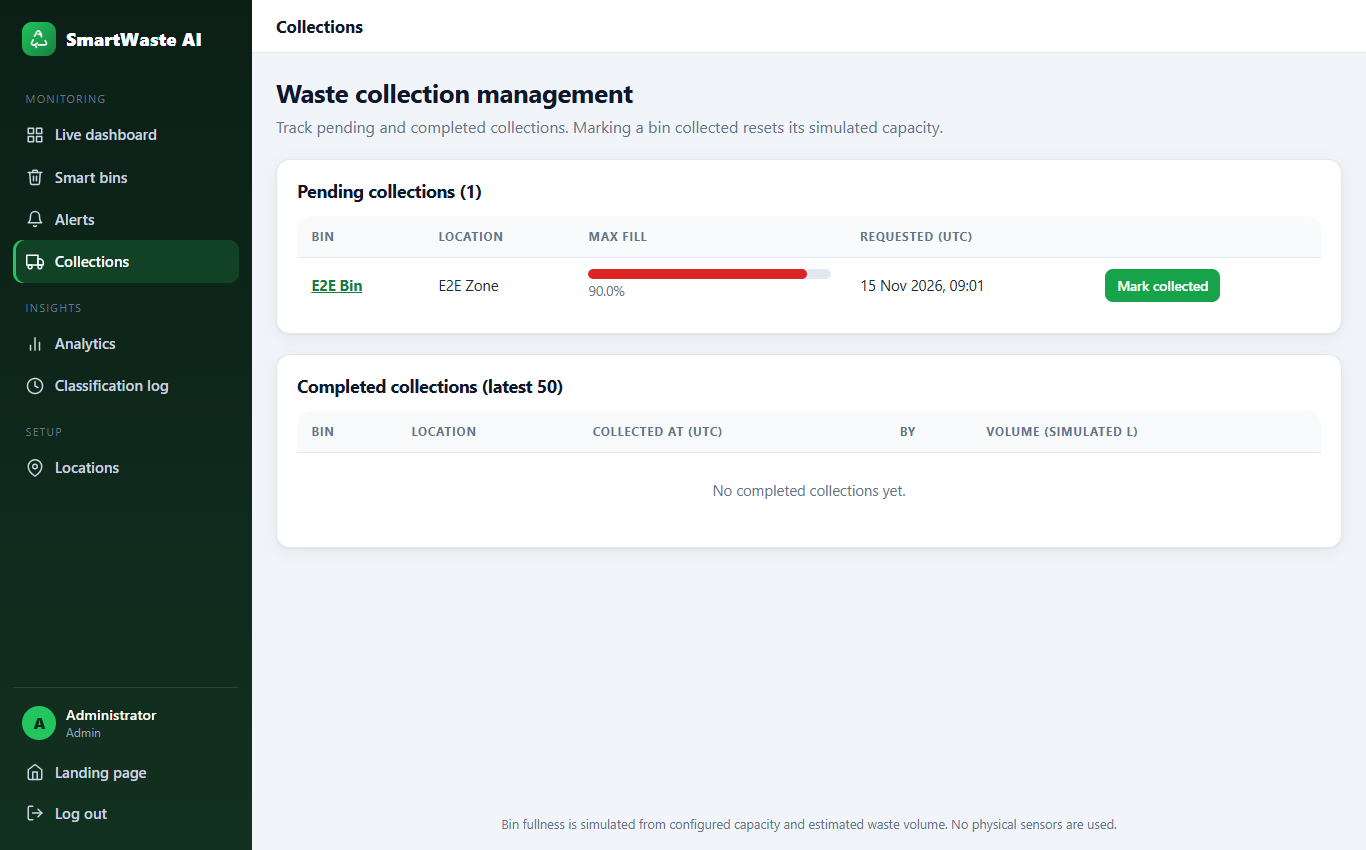 SmartWaste AI
MONITORING
Live dashboard
Smart bins
Alerts
Collections
INSIGHTS
Analytics
Classification log
SETUP
Locations
A
Administrator
Admin
Landing page
Log out
Collections
Waste collection management
Track pending and completed collections. Marking a bin collected resets its simulated capacity.
Pending collections (1)
BIN LOCATION MAX FILL REQUESTED (UTC)
E2E Bin E2E Zone 90.0% 15 Nov 2026, 09:01 Mark collected
Completed collections (latest 50)
BIN LOCATION COLLECTED AT (UTC) BY VOLUME (SIMULATED L)
No completed collections yet.
Bin fullness is simulated from configured capacity and estimated waste volume. No physical sensors are used.